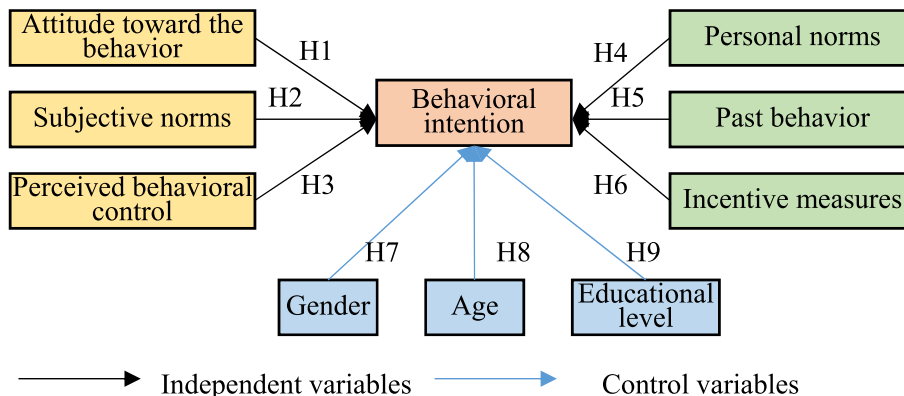 Attitude toward the
behavior
H1
H4
Personal norms
Subjective norms
H2
Behavioral
intention
H5
Past behavior
Perceived behavioral
control
H3
H6
Incentive measures
H7
H8
H9
Gender
Age
Educational
level
Independent variables
Control variables